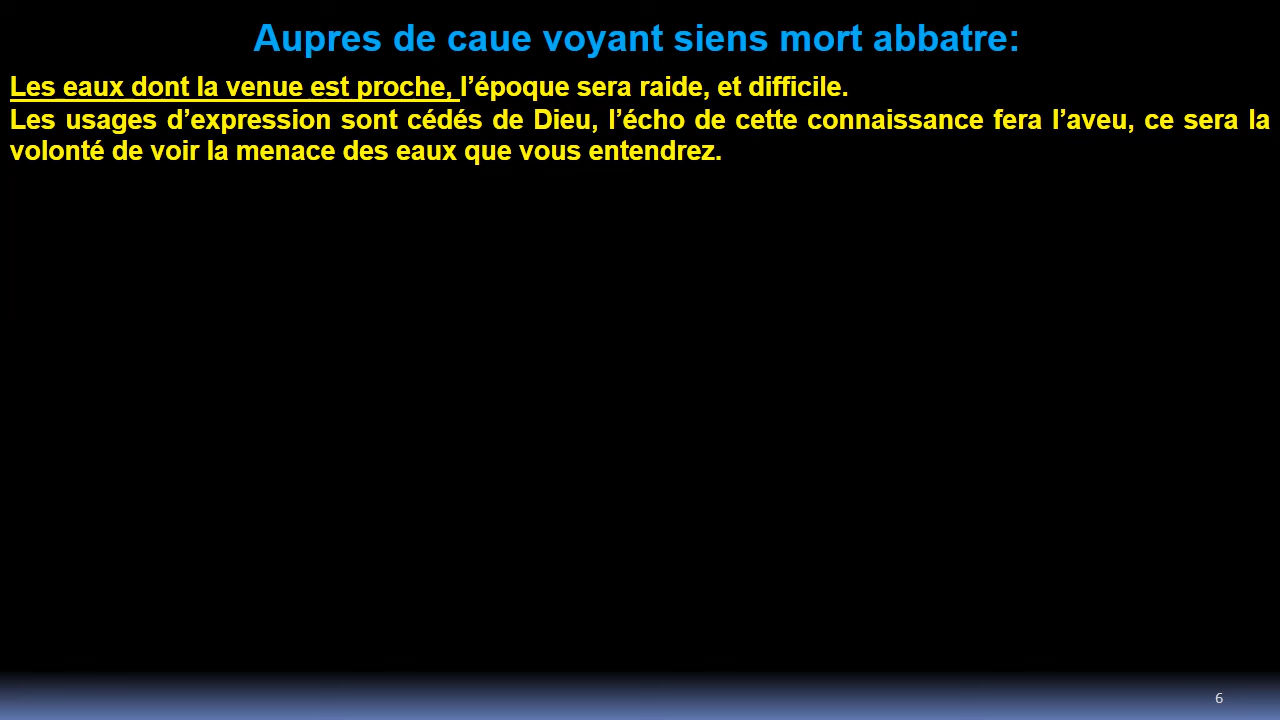 Aupres de caue voyant siens mort abbatre:
Les eaux dont la venue est proche, l’époque sera raide, et difficile.
Les usages d’expression sont cédés de Dieu, l’écho de cette connaissance fera l’aveu, ce sera la
volonté de voir la menace des eaux que vous entendrez.
6